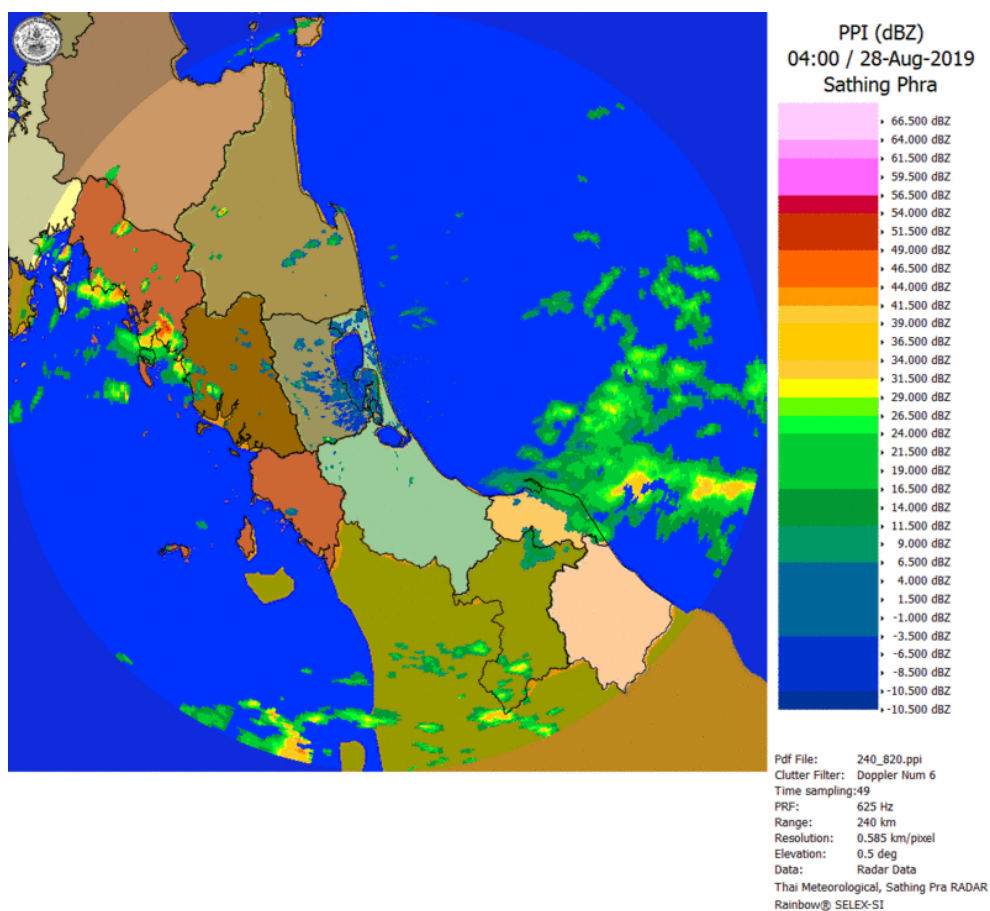 PPI (dBZ)
04:00 / 28-Aug-2019
Sathing Phra
66.500 dBZ
64.000 dBZ
61.500 dBZ
59.500 dBZ
56.500 dBZ
54.000 dBZ
51.500 dBZ
49.000 dBZ
46.500 dBZ
44.000 dBZ
41.500 dBZ
39.000 dBZ
36.500 dBZ
34.000 dBZ
31.500 dBZ
29.000 dBZ
26.500 dBZ
24.000 dBZ
21.500 dBZ
19.000 dBZ
16.500 dBZ
14.000 dBZ
11.500 dBZ
9.000 dBZ
6.500 dBZ
4.000 dBZ
1.500 dBZ
-1.000 dBZ
-3.500 dBZ
-6.500 dBZ
-8.500 dBZ
-10.500 dBZ
-10.500 dBZ
Pdf File: 240_820.ppi
Clutter Filter: Doppler Num 6
Time sampling:49
PRF: 625 Hz
Range: 240 km
Resolution: 0.585 km/pixel
Elevation: 0.5 deg
Data: Radar Data
Thai Meteorological, Sathing Pra RADAR
Rainbow® SELEX-SI